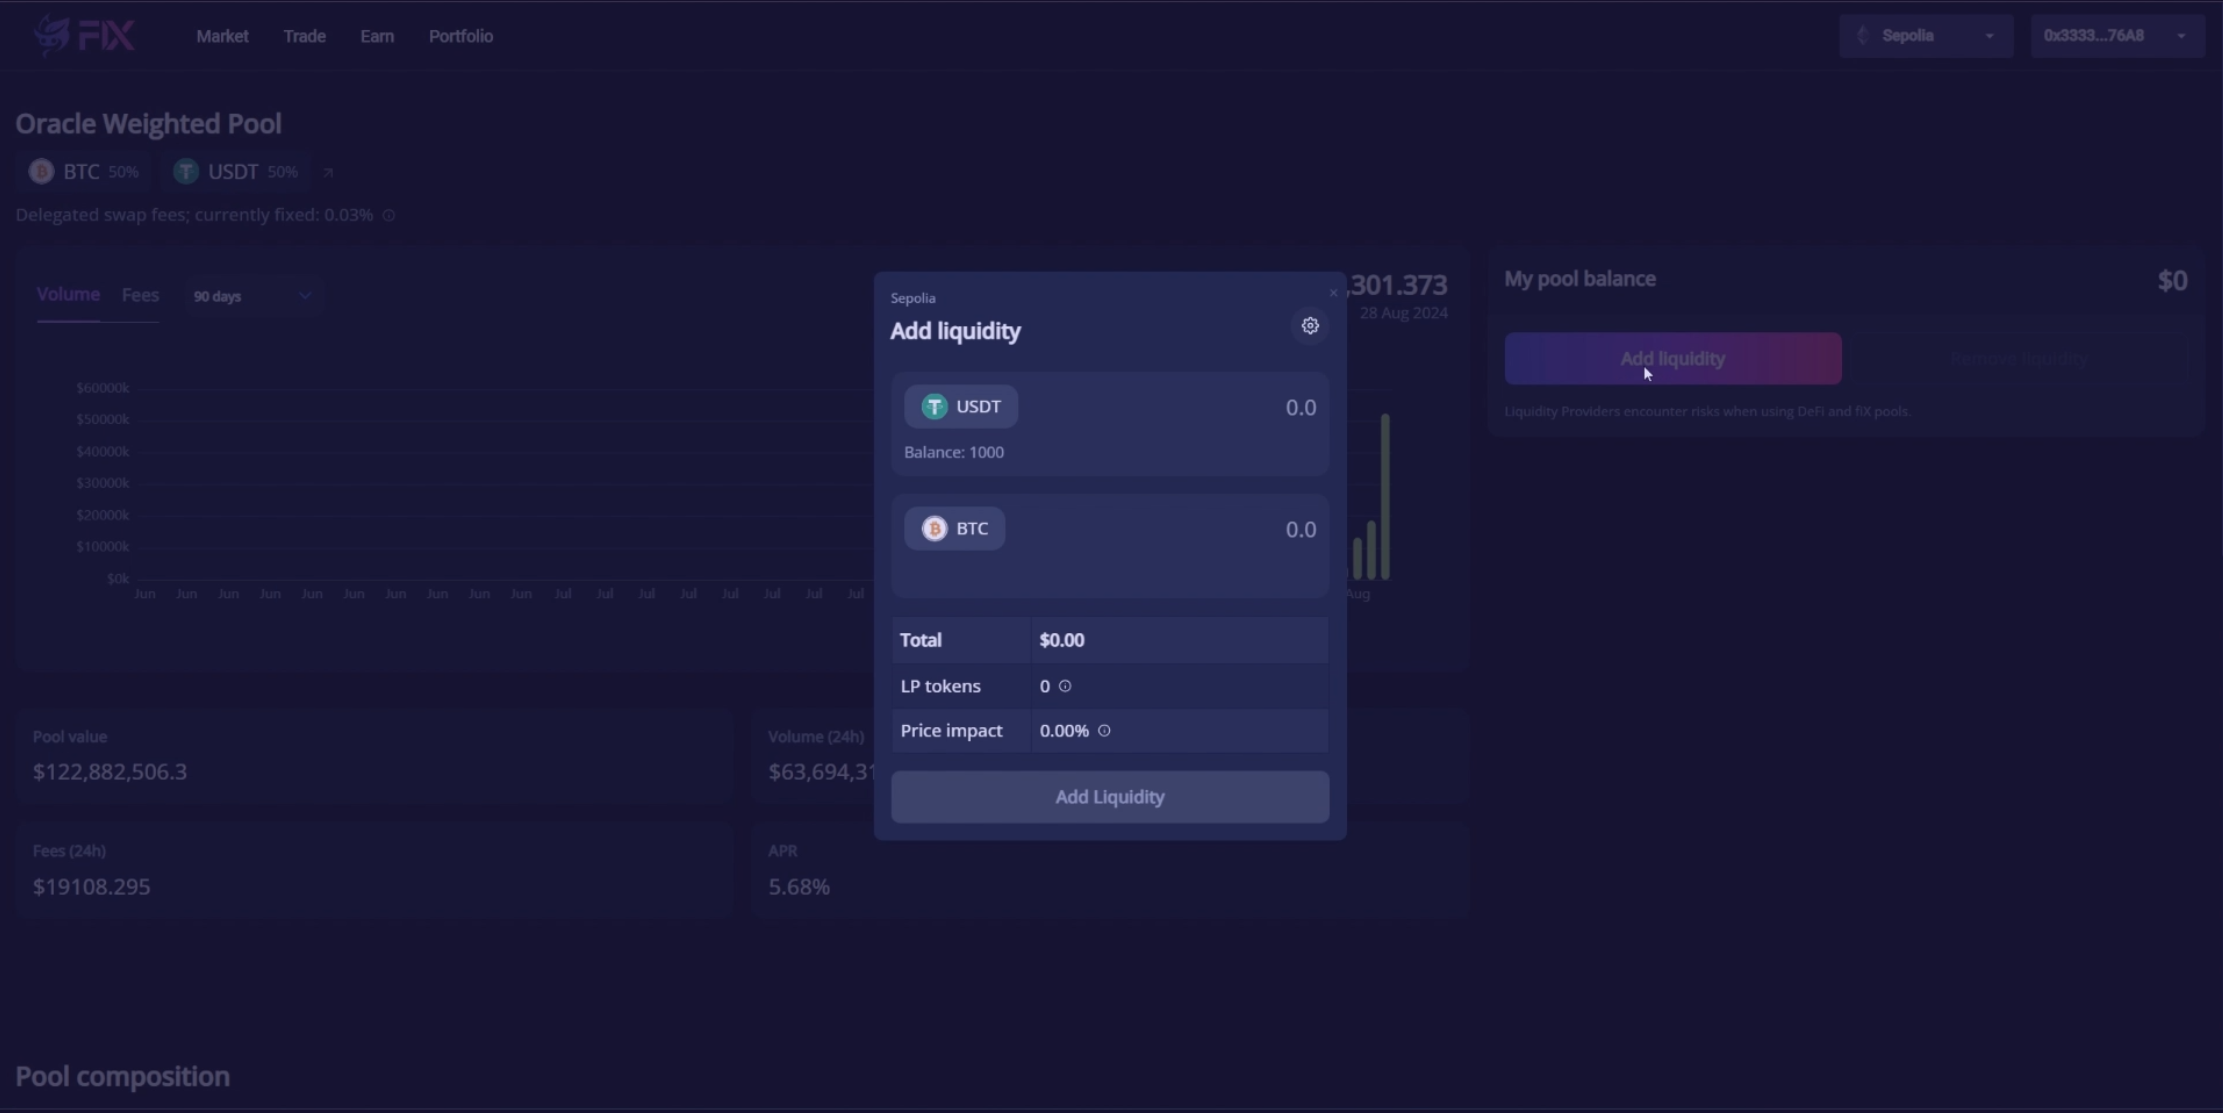 FIX
Market
Trade
Earn
Portfolio
Sepolia
0x3333...76A8
Oracle Weighted Pool
BTC 50%
USDT 50%
Delegated swap fees; currently fixed: 0.03%
Volume
Fees
90 days
,301.373
28 Aug 2024
$60000k
$50000k
$40000k
$30000k
$20000k
$10000k
$0k
Jun Jun Jun Jun Jun Jun Jun Jun Jun Jun Jul Jul Jul Jul Jul Jul Jul Jul
Aug
Sepolia
Add liquidity
USDT
0.0
Balance: 1000
BTC
0.0
Total
$0.00
LP tokens
0
Price impact
0.00%
Add Liquidity
My pool balance
$0
Add liquidity
Remove liquidity
Liquidity Providers encounter risks when using DeFi and fiX pools.
Pool value
$122,882,506.3
Volume (24h)
$63,694,31
Fees (24h)
$19108.295
APR
5.68%
Pool composition